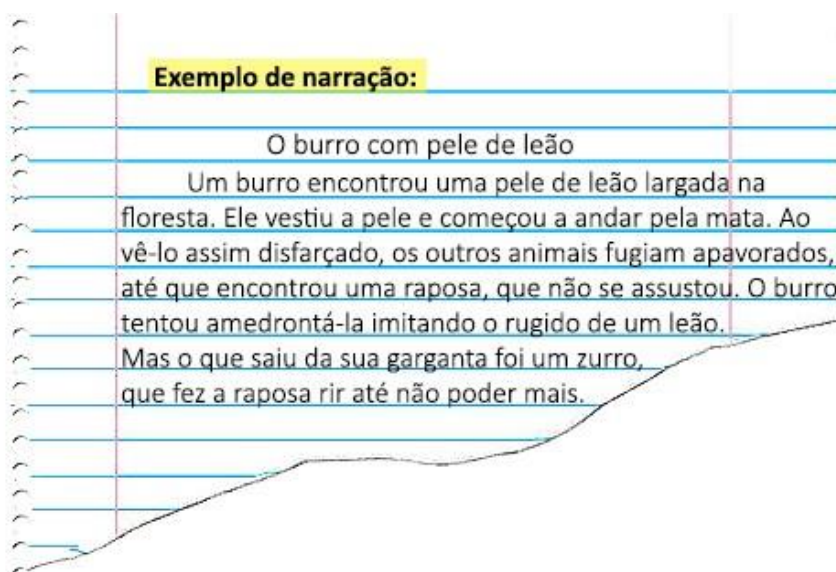 Exemplo de narração:
O burro com pele de leão
Um burro encontrou uma pele de leão largada na
floresta. Ele vestiu a pele e começou a andar pela mata. Ao
vê-lo assim disfarçado, os outros animais fugiam apavorados,
até que encontrou uma raposa, que não se assustou. O burro
tentou amedrontá-la imitando o rugido de um leão.
Mas o que saiu da sua garganta foi um zurro,
que fez a raposa rir até não poder mais.